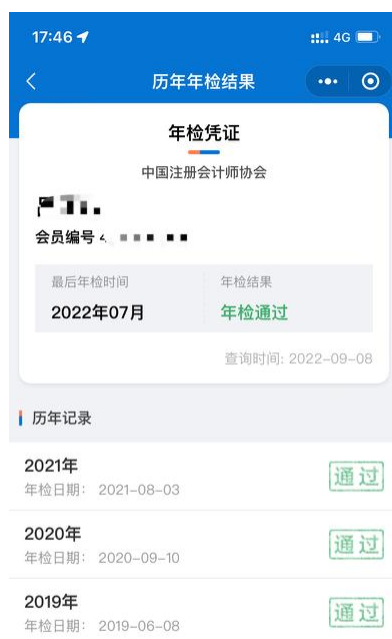 17:46
4G
历年年检结果
年检凭证
中国注册会计师协会
会员编号
最后年检时间 年检结果
2022年07月 年检通过
查询时间: 2022-09-08
历年记录
2021年
通过
年检日期: 2021-08-03
2020年
通过
年检日期: 2020-09-10
2019年
通过
年检日期: 2019-06-08